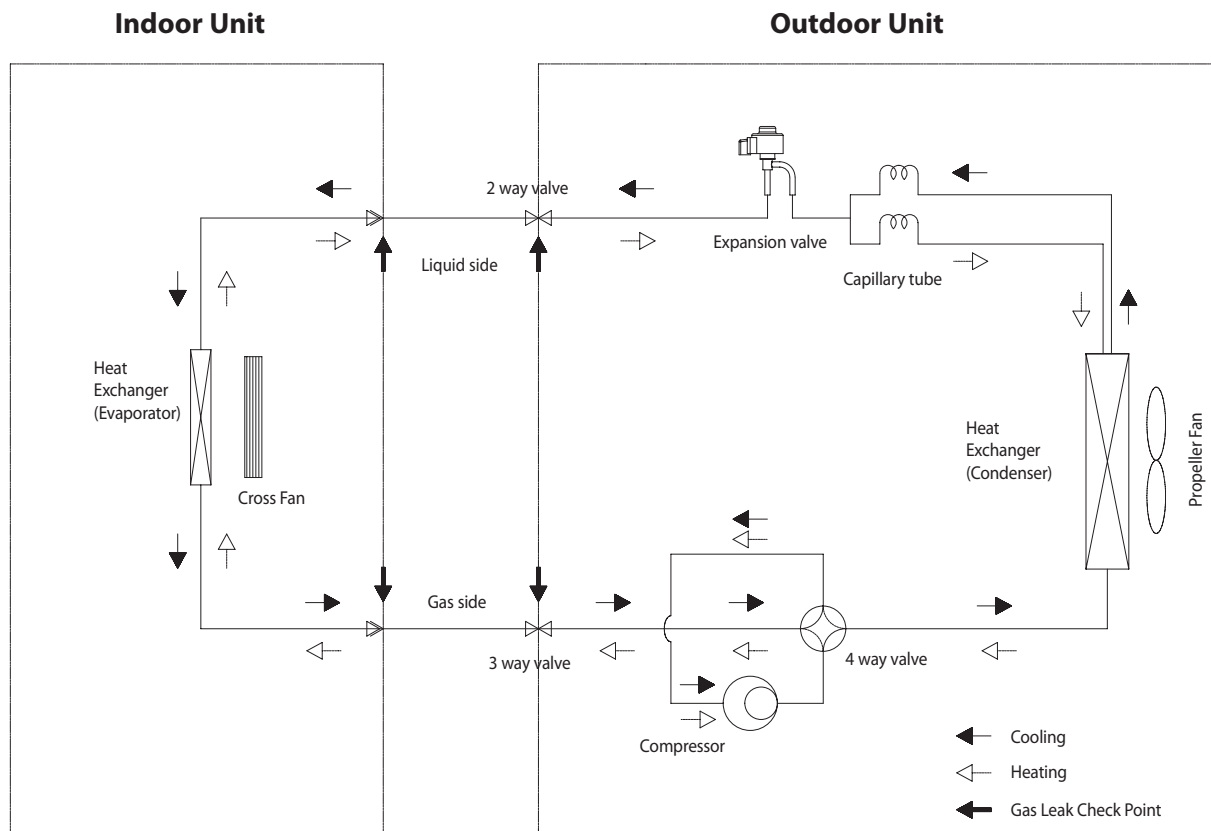 Indoor Unit
Outdoor Unit
2 way valve
Liquid side
Expansion valve
Capillary tube
Heat
Exchanger
(Evaporator)
Cross Fan
Heat
Exchanger
(Condenser)
Propeller Fan
Gas side
3 way valve
4 way valve
Compressor
Cooling
Heating
Gas Leak Check Point